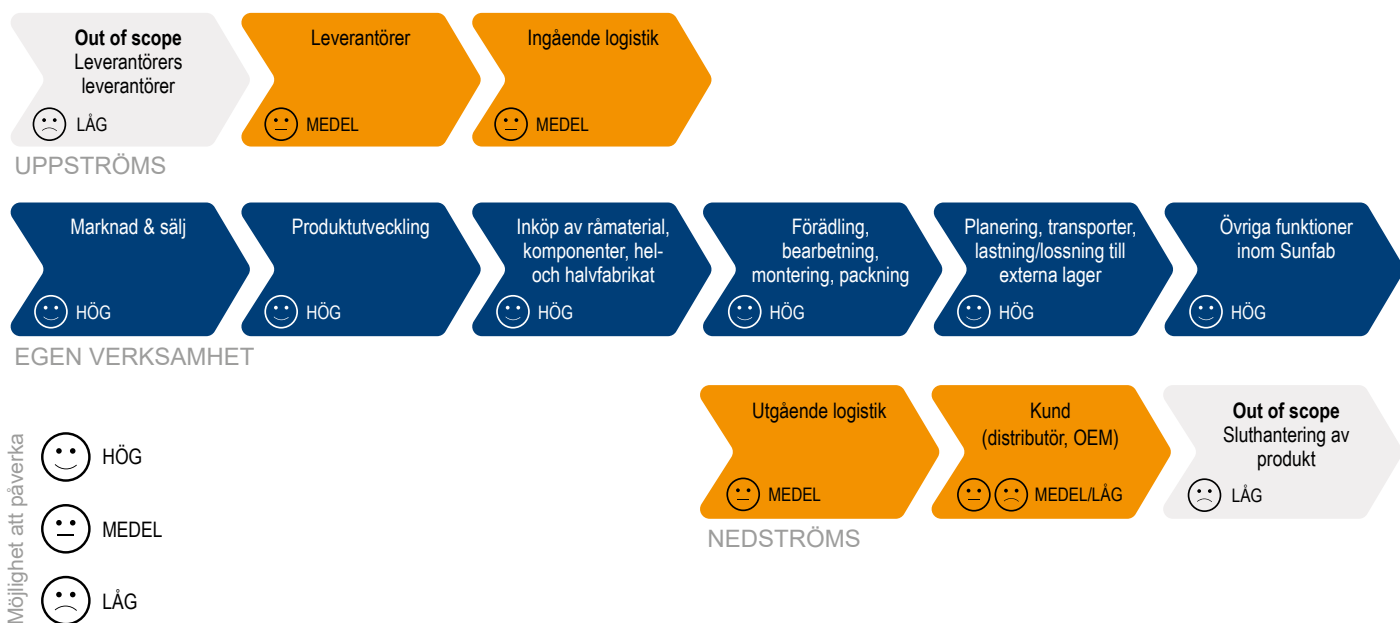 Out of scope
Leverantörers
leverantörer
LÅG
Leverantörer
MEDEL
Ingående logistik
MEDEL
UPPSTRÖMS
Marknad & sälj
HÖG
Produktutveckling
HÖG
Inköp av råmaterial,
komponenter, hel-
och halvfabrikat
HÖG
Förädling,
bearbetning,
montering, packning
HÖG
Planering, transporter,
lastning/lossning till
externa lager
HÖG
Övriga funktioner
inom Sunfab
HÖG
EGEN VERKSAMHET
Utgående logistik
MEDEL
Kund
(distributör, OEM)
MEDEL/LÅG
Out of scope
Sluthantering av
produkt
LÅG
NEDSTRÖMS
Möjlighet att påverka
HÖG
MEDEL
LÅG